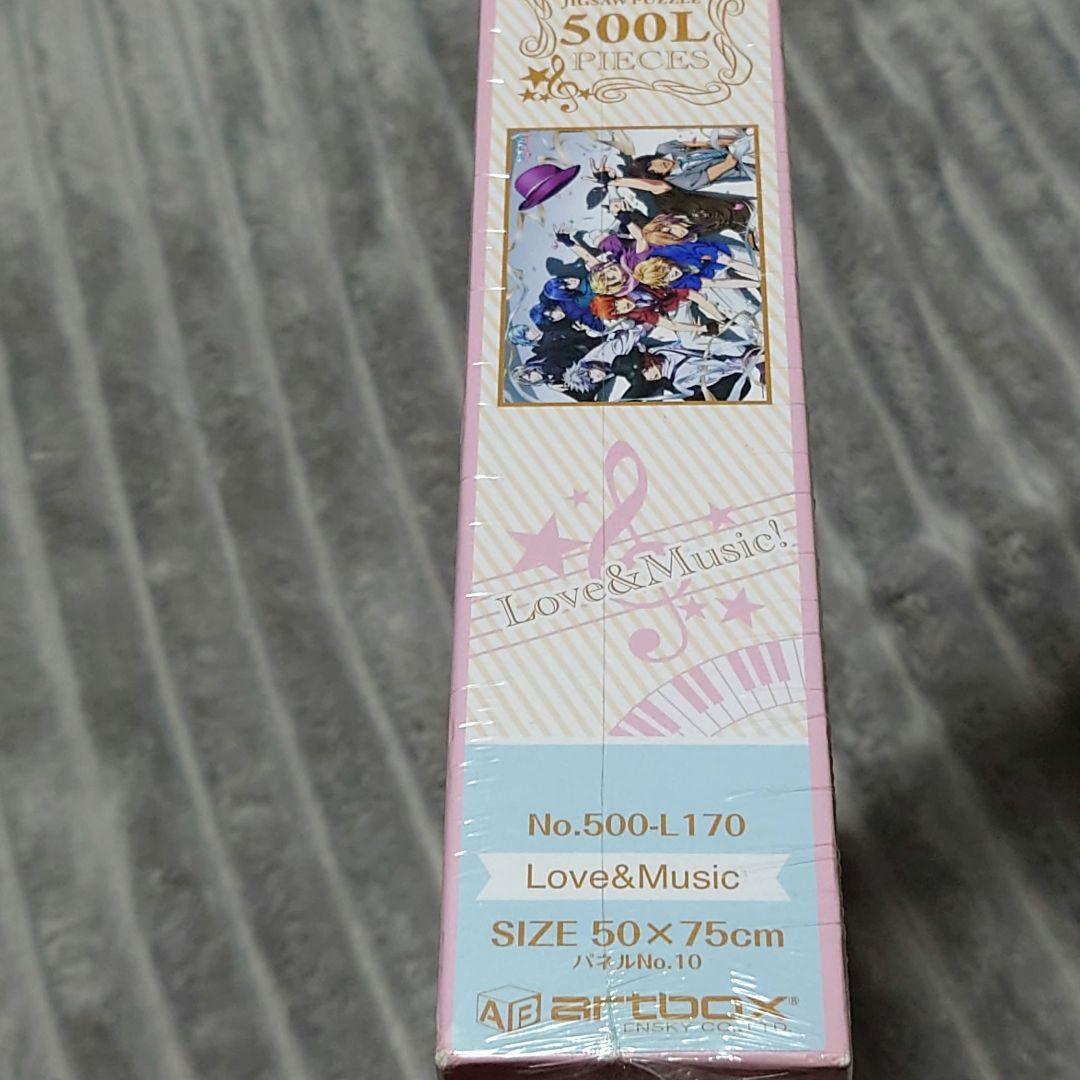 JIGSAW PUZZLE
500L
PIECES
Love&Music!
No.500-L170
Love&Music
SIZE 50×75cm
パネルNo.10
AB artbox®
ENSKY CO., LTD.